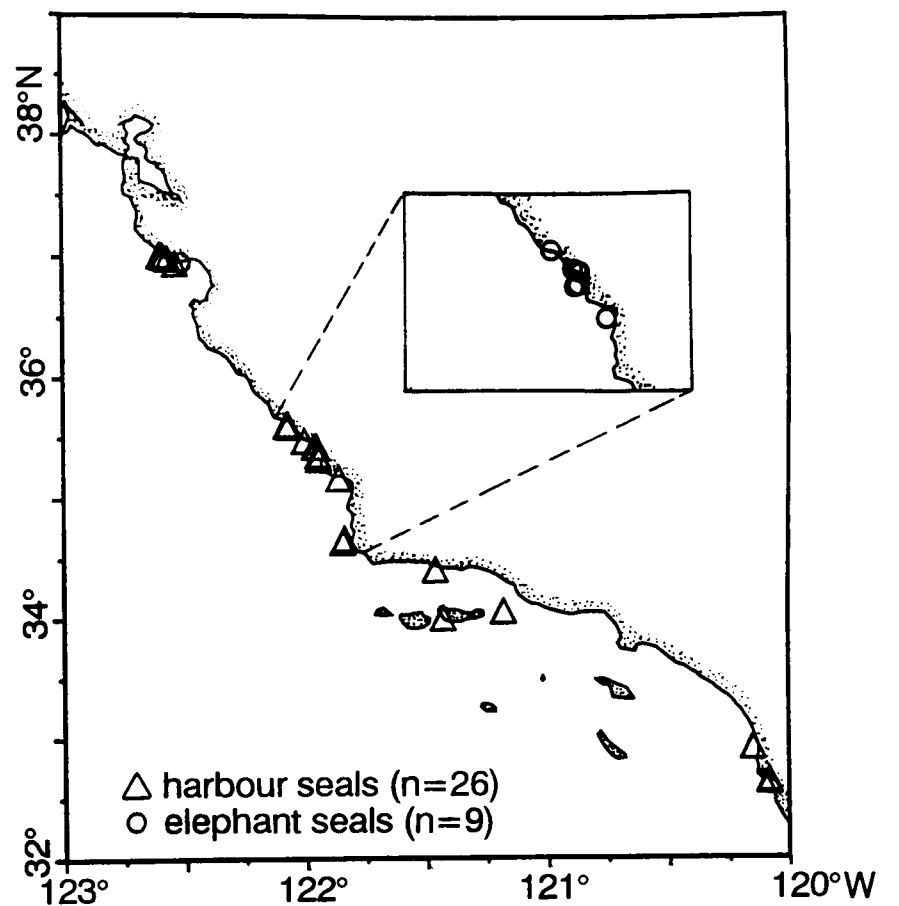 38°N
36°
34°
32°
△ harbour seals (n=26)
○ elephant seals (n=9)
123°
122°
121°
120°W